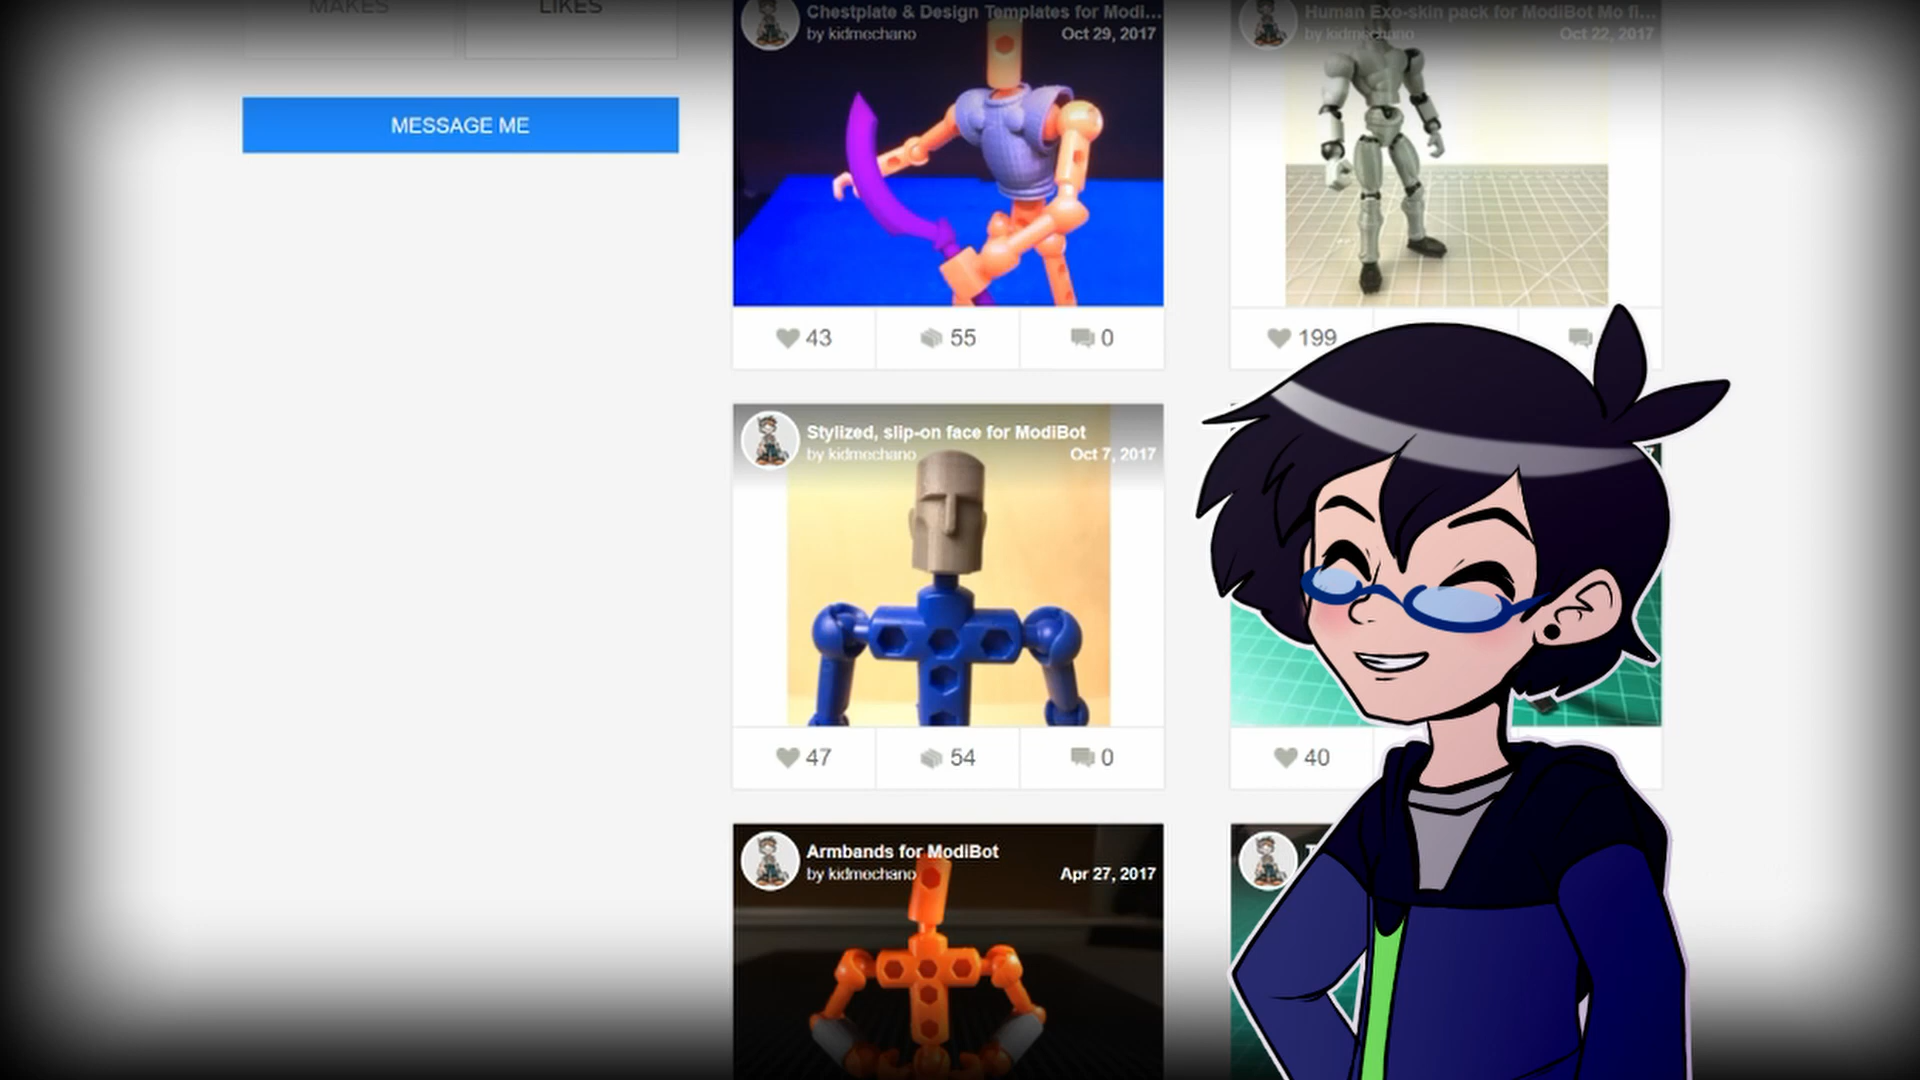 MAKES
LIKES
MESSAGE ME
Chestplate & Design Templates for Modi...
by kidmechano
Oct 29, 2017
43
55
0
Human Exo-skin pack for ModiBot Mo fi...
by kidmechano
Oct 22, 2017
199
Stylized, slip-on face for ModiBot
by kidmechano
Oct 7, 2017
47
54
0
40
Armbands for ModiBot
by kidmechano
Apr 27, 2017